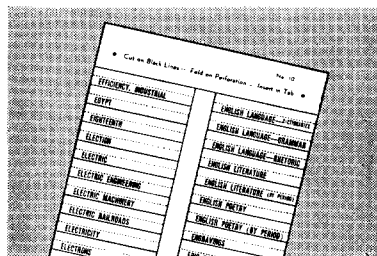 No. 10
• Cut on Black Lines -- Fold on Perforation -- Insert in Tab •
EFFICIENCY, INDUSTRIAL
EGYPT
EIGHTEENTH
ELECTION
ELECTRIC
ELECTRIC ENGINEERING
ELECTRIC MACHINERY
ELECTRIC RAILROADS
ELECTRICITY
ELECTRONS
ENGLISH LANGUAGE—
ENGLISH LANGUAGE—GRAMMAR
ENGLISH LANGUAGE—RHETORIC
ENGLISH LITERATURE
ENGLISH LITERATURE (BY PERIOD)
ENGLISH POETRY
ENGLISH POETRY (BY PERIOD)
ENGRAVINGS